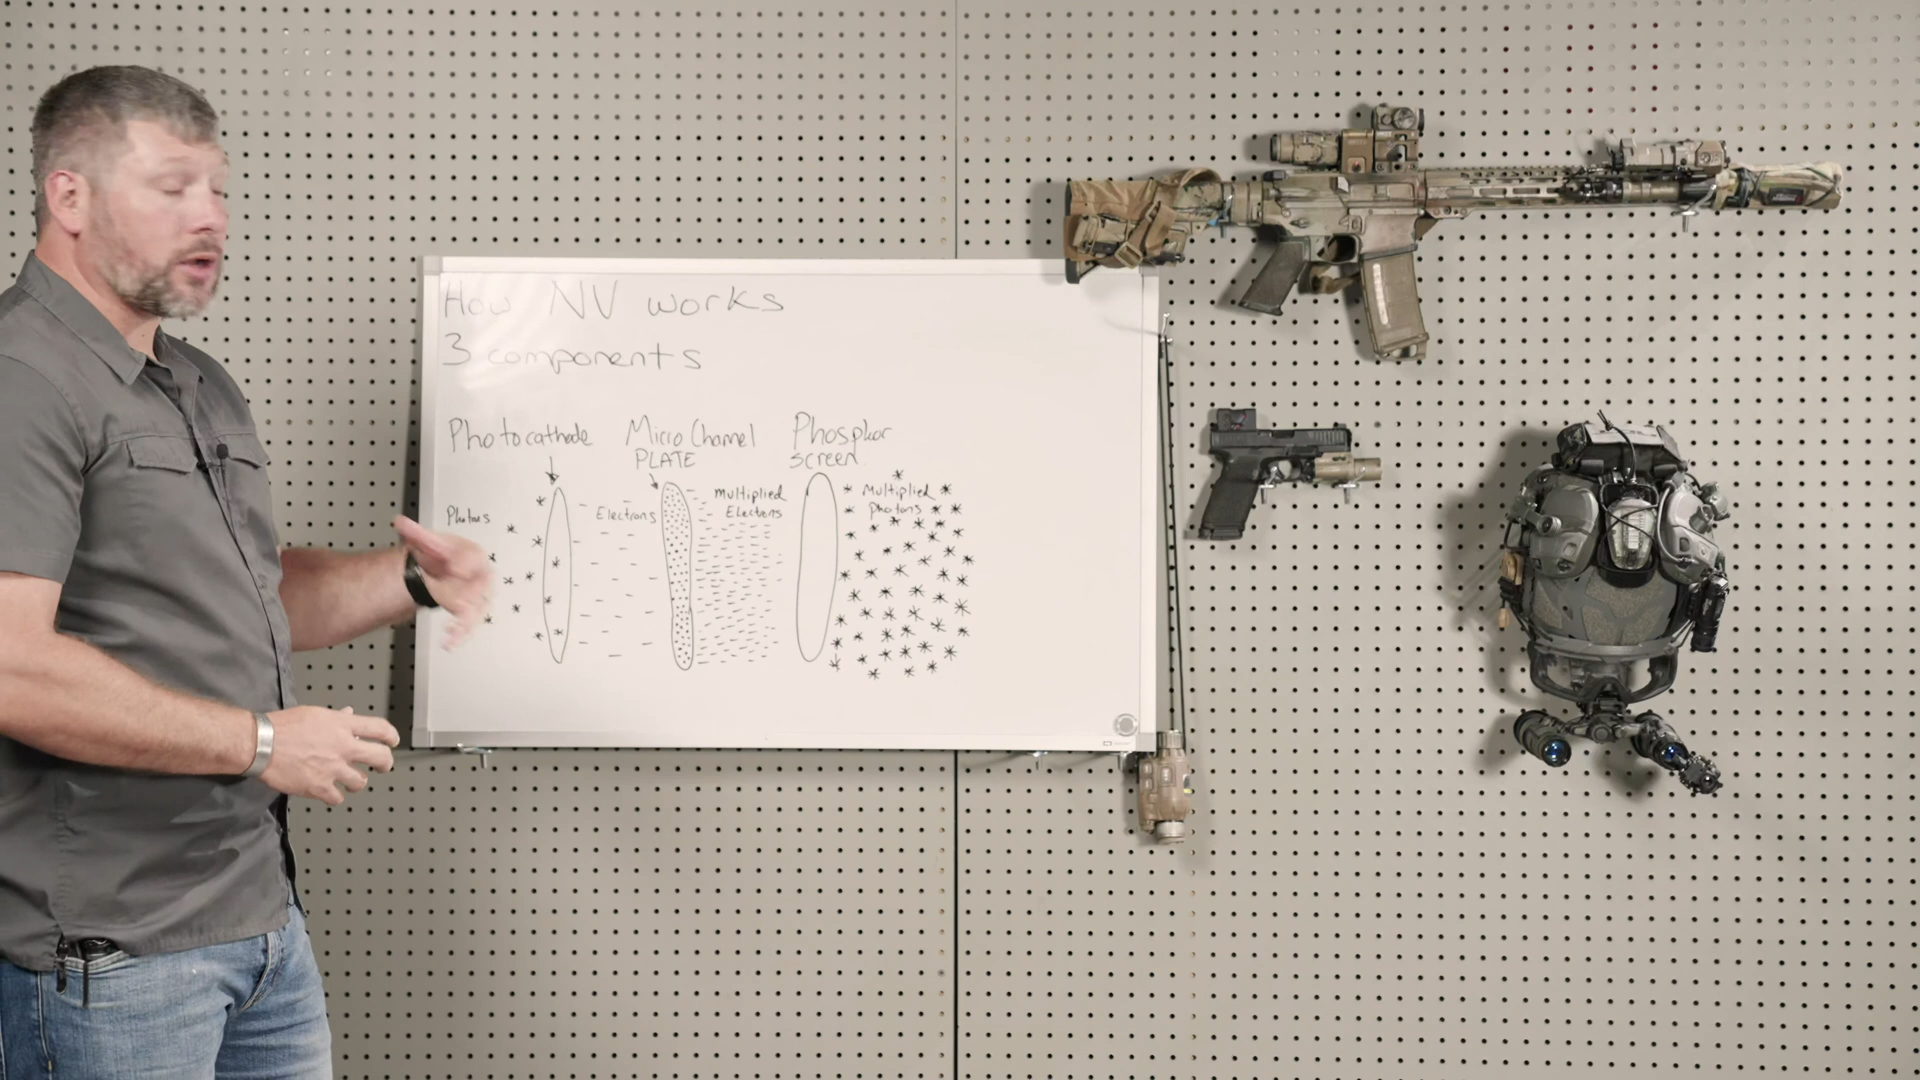 How NV works
3 components
Photocathode
Micro Channel
PLATE
Phosphor
screen
Photons
Electrons
Multiplied
Electrons
Multiplied
Photons